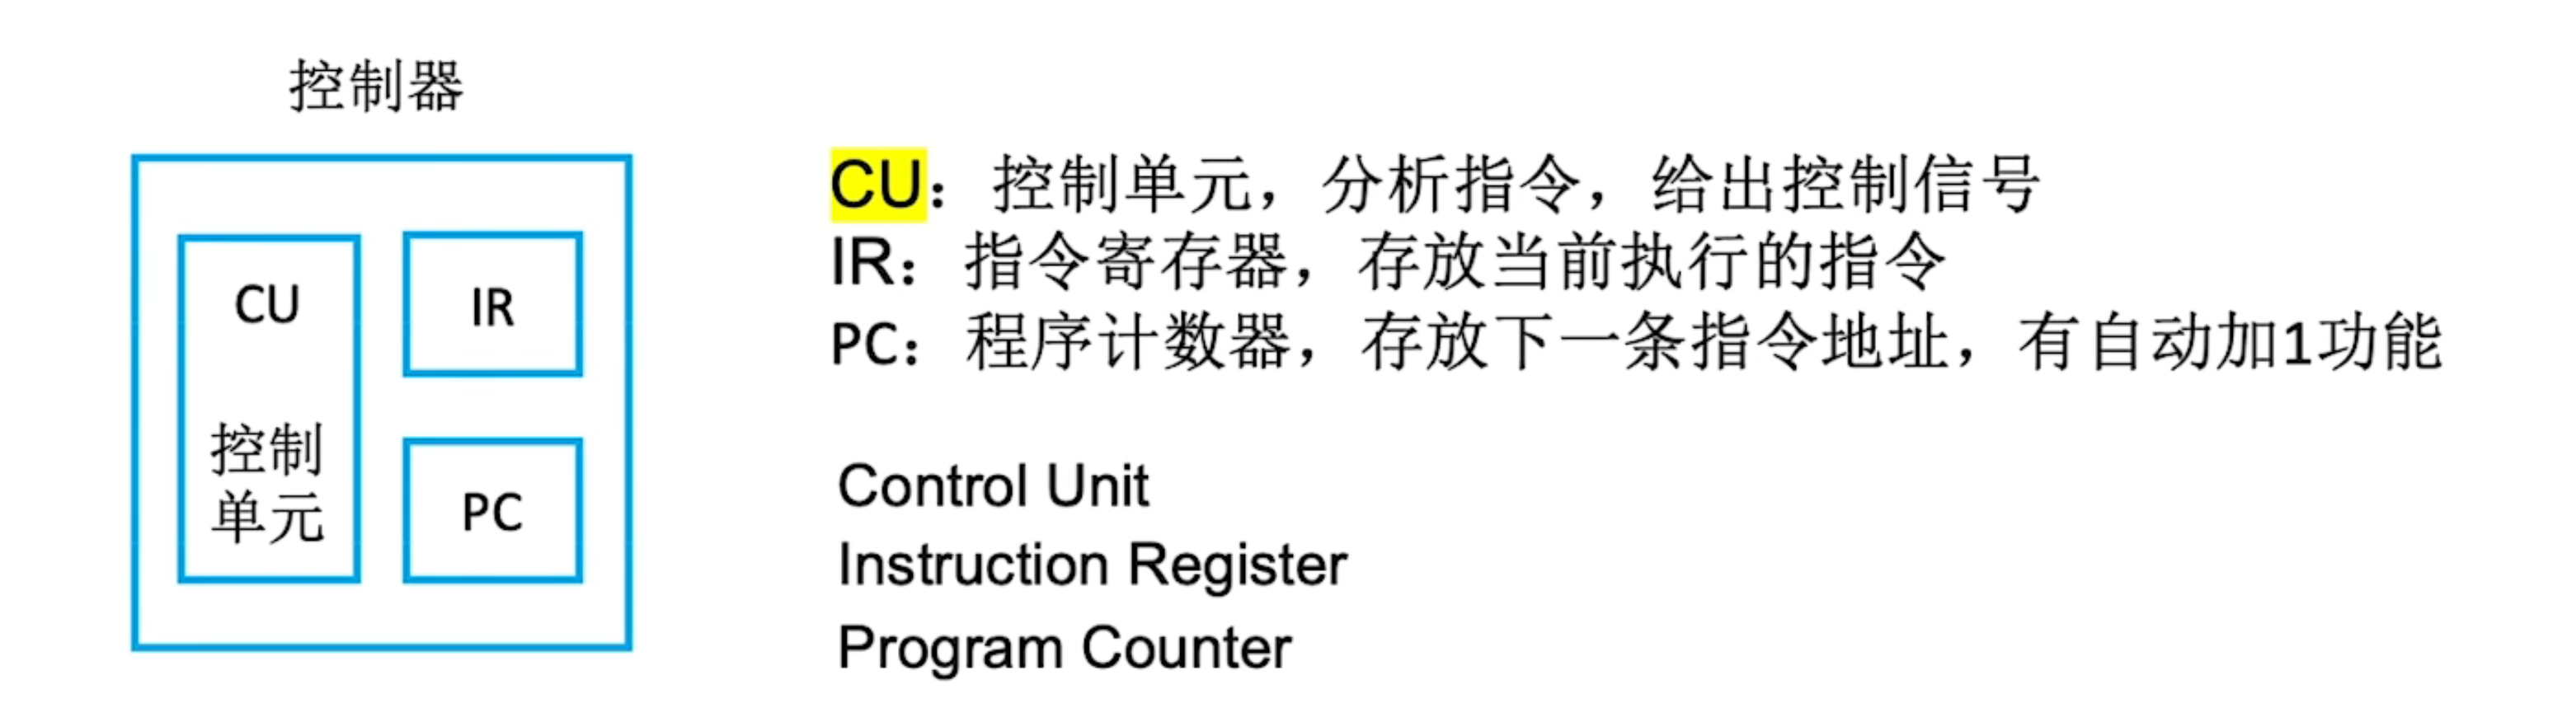 控制器
CU
控制
单元
IR
PC
CU：控制单元，分析指令，给出控制信号
IR：指令寄存器，存放当前执行的指令
PC：程序计数器，存放下一条指令地址，有自动加1功能
Control Unit
Instruction Register
Program Counter